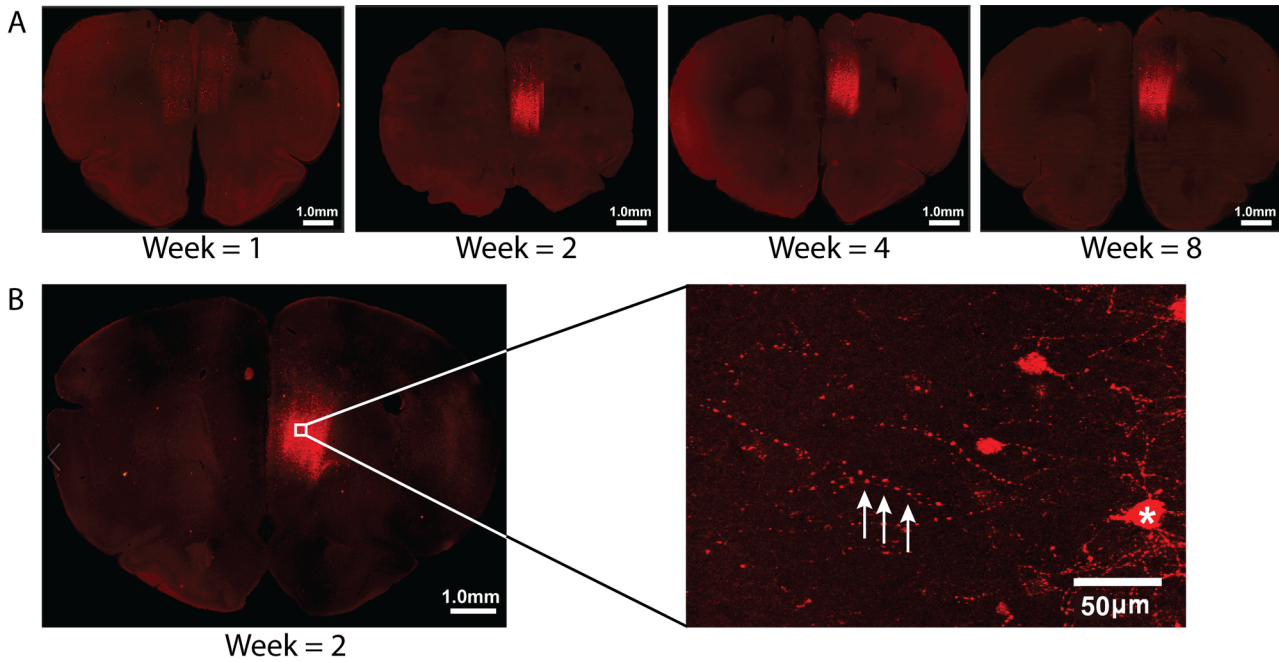 A
1.0mm
1.0mm
1.0mm
1.0mm
Week = 1
Week = 2
Week = 4
Week = 8
B
*
1.0mm
50μm
Week = 2